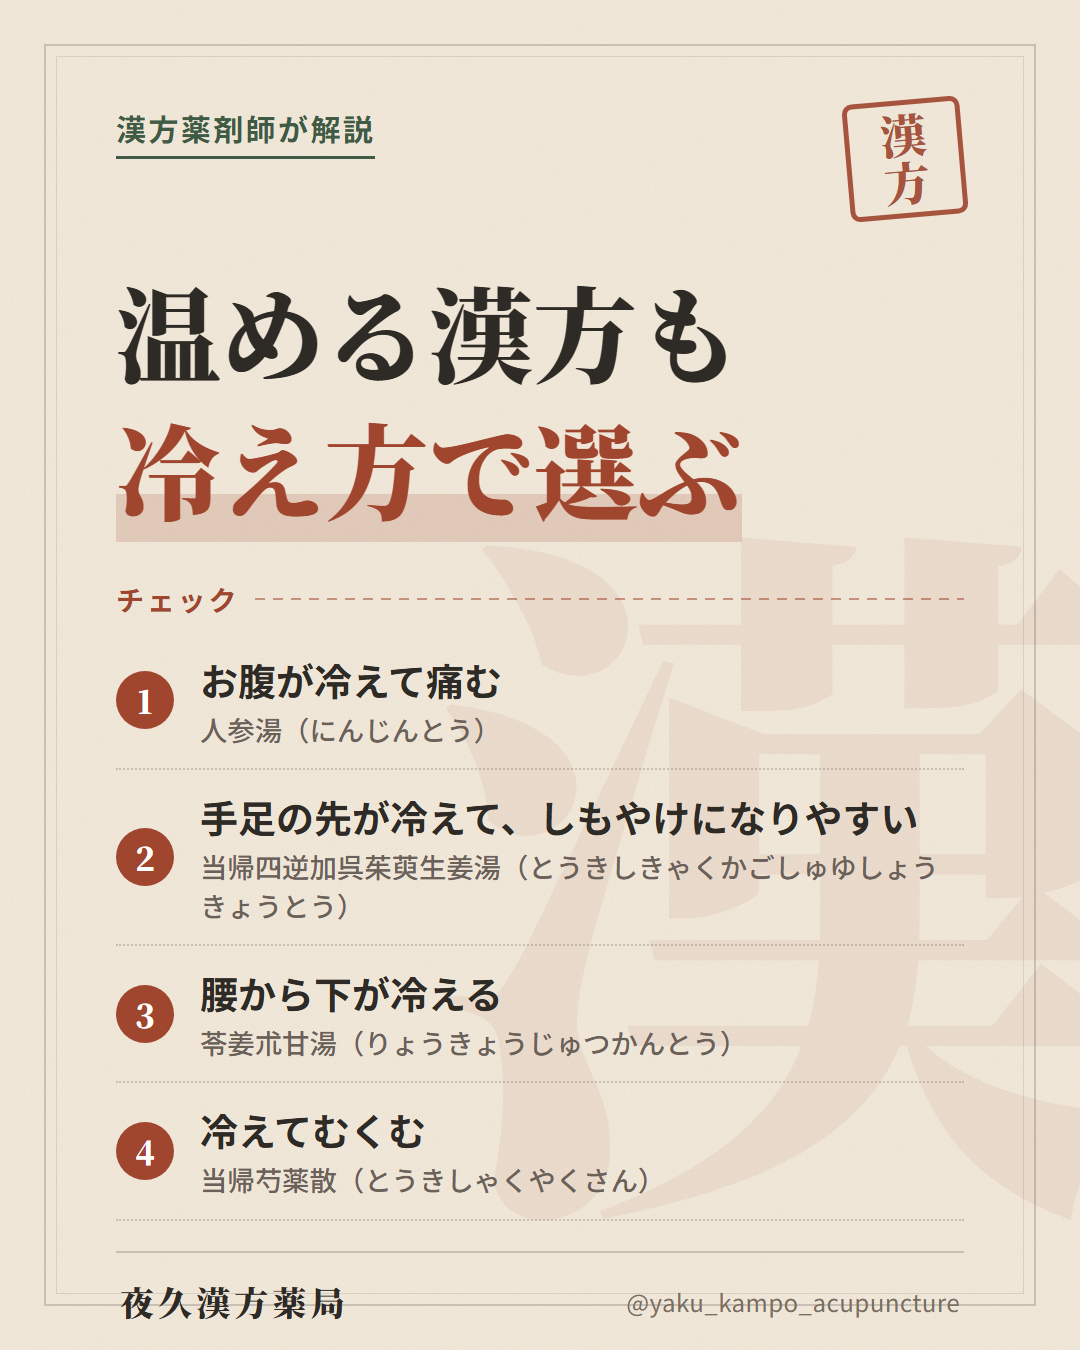 漢方薬剤師が解説
漢方
温める漢方も
冷え方で選ぶ
チェック
1
お腹が冷えて痛む
人参湯（にんじんとう）
2
手足の先が冷えて、しもやけになりやすい
当帰四逆加呉茱萸生姜湯（とうきしきゃくかごしゅゆしょう
きょうとう）
3
腰から下が冷える
苓姜朮甘湯（りょうきょうじゅつかんとう）
4
冷えてむくむ
当帰芍薬散（とうきしゃくやくさん）
漢
夜久漢方薬局
@yaku_kampo_acupuncture